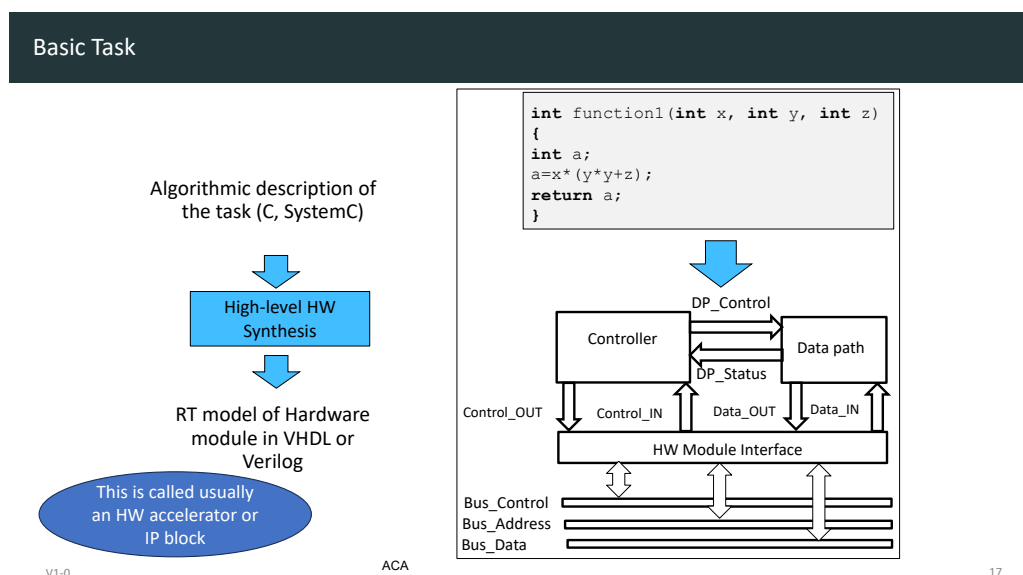 Basic Task
Algorithmic description of
the task (C, SystemC)
High-level HW
Synthesis
RT model of Hardware
module in VHDL or
Verilog
This is called usually
an HW accelerator or
IP block
int function1(int x, int y, int z)
{
int a;
a=x*(y*y+z);
return a;
}
DP_Control
Controller
Data path
DP_Status
Control_OUT
Control_IN
Data_OUT
Data_IN
HW Module Interface
Bus_Control
Bus_Address
Bus_Data
V1-0
ACA
17